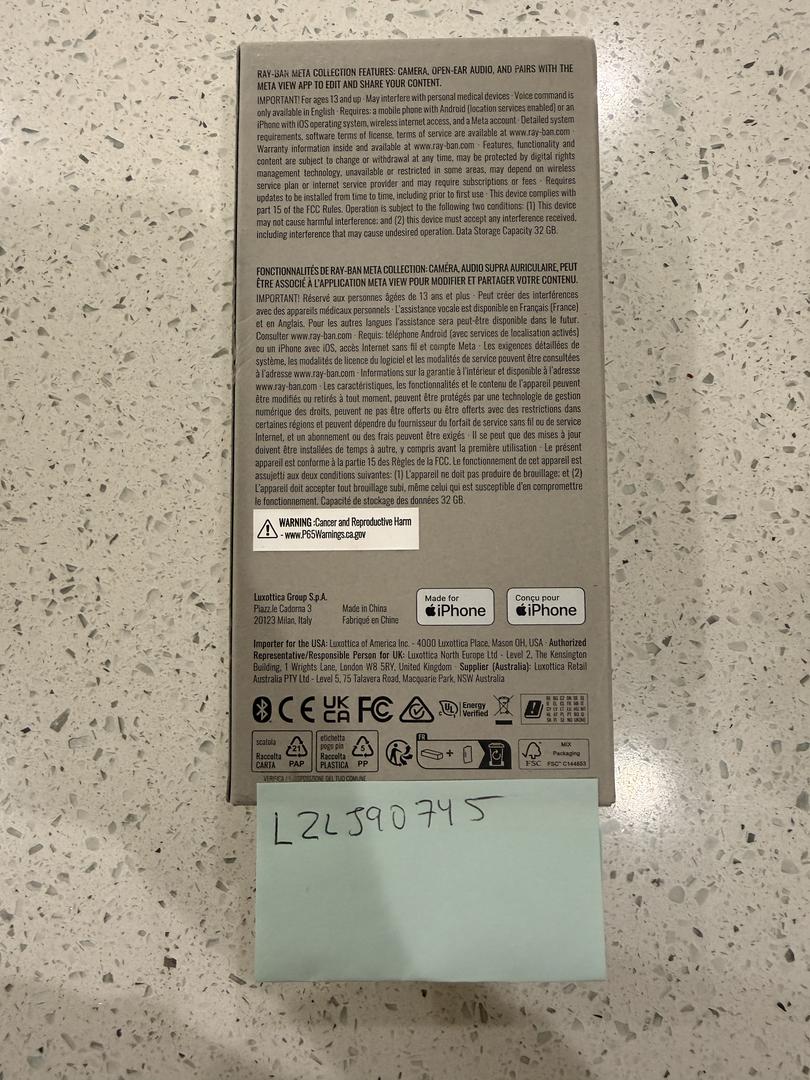 RAY-BAN META COLLECTION FEATURES: CAMERA, OPEN-EAR AUDIO, AND PAIRS WITH THE
META VIEW APP TO EDIT AND SHARE YOUR CONTENT.
IMPORTANT! For ages 13 and up · May interfere with personal medical devices · Voice command is
only available in English · Requires: a mobile phone with Android (location services enabled) or an
iPhone with iOS operating system, wireless internet access, and a Meta account · Detailed system
requirements, software terms of license, terms of service are available at www.ray-ban.com ·
Warranty information inside and available at www.ray-ban.com · Features, functionality and
content are subject to change or withdrawal at any time, may be protected by digital rights
management technology, unavailable or restricted in some areas, may depend on wireless
service plan or internet service provider and may require subscriptions or fees · Requires
updates to be installed from time to time, including prior to first use · This device complies with
part 15 of the FCC Rules. Operation is subject to the following two conditions: (1) This device
may not cause harmful interference; and (2) this device must accept any interference received,
including interference that may cause undesired operation. Data Storage Capacity 32 GB.
FONCTIONNALITÉS DE RAY-BAN META COLLECTION: CAMÉRA, AUDIO SUPRA AURICULAIRE, PEUT
ÊTRE ASSOCIÉ À L'APPLICATION META VIEW POUR MODIFIER ET PARTAGER VOTRE CONTENU.
IMPORTANT! Réservé aux personnes âgées de 13 ans et plus · Peut créer des interférences
avec des appareils médicaux personnels · L'assistance vocale est disponible en Français (France)
et en Anglais. Pour les autres langues l'assistance sera peut-être disponible dans le futur.
Consulter www.ray-ban.com · Requis: téléphone Android (avec services de localisation activés)
ou un iPhone avec iOS, accès Internet sans fil et compte Meta · Les exigences détaillées de
système, les modalités de licence du logiciel et les modalités de service peuvent être consultées
à l'adresse www.ray-ban.com · Informations sur la garantie à l'intérieur et disponible à l'adresse
www.ray-ban.com · Les caractéristiques, les fonctionnalités et le contenu de l'appareil peuvent
être modifiés ou retirés à tout moment, peuvent être protégés par une technologie de gestion
numérique des droits, peuvent ne pas être offerts ou être offerts avec des restrictions dans
certaines régions et peuvent dépendre du fournisseur du forfait de service sans fil ou de service
Internet, et un abonnement ou des frais peuvent être exigés · Il se peut que des mises à jour
doivent être installées de temps à autre, y compris avant la première utilisation · Le présent
appareil est conforme à la partie 15 des Règles de la FCC. Le fonctionnement de cet appareil est
assujetti aux deux conditions suivantes: (1) L'appareil ne doit pas produire de brouillage; et (2)
L'appareil doit accepter tout brouillage subi, même celui qui est susceptible d'en compromettre
le fonctionnement. Capacité de stockage des données 32 GB.
WARNING :Cancer and Reproductive Harm
- www.P65Warnings.ca.gov
Luxottica Group S.p.A.
Piazz.le Cadorna 3
20123 Milan, Italy
Made in China
Fabriqué en Chine
Made for
iPhone
Conçu pour
iPhone
Importer for the USA: Luxottica of America Inc. - 4000 Luxottica Place, Mason OH, USA · Authorized
Representative/Responsible Person for UK: Luxottica North Europe Ltd - Level 2, The Kensington
Building, 1 Wrights Lane, London W8 5RY, United Kingdom · Supplier (Australia): Luxottica Retail
Australia PTY Ltd - Level 5, 75 Talavera Road, Macquarie Park, NSW Australia
CE UK CA FC UL Energy
Verified
scatola
Raccolta
CARTA
21
PAP
etichetta
pogo pin
Raccolta
PLASTICA
5
PP
FR
+
FSC
MIX
Packaging
FSC™ C144853
VERIFICA LE DISPOSIZIONI DEL TUO COMUNE
LZLJ90745